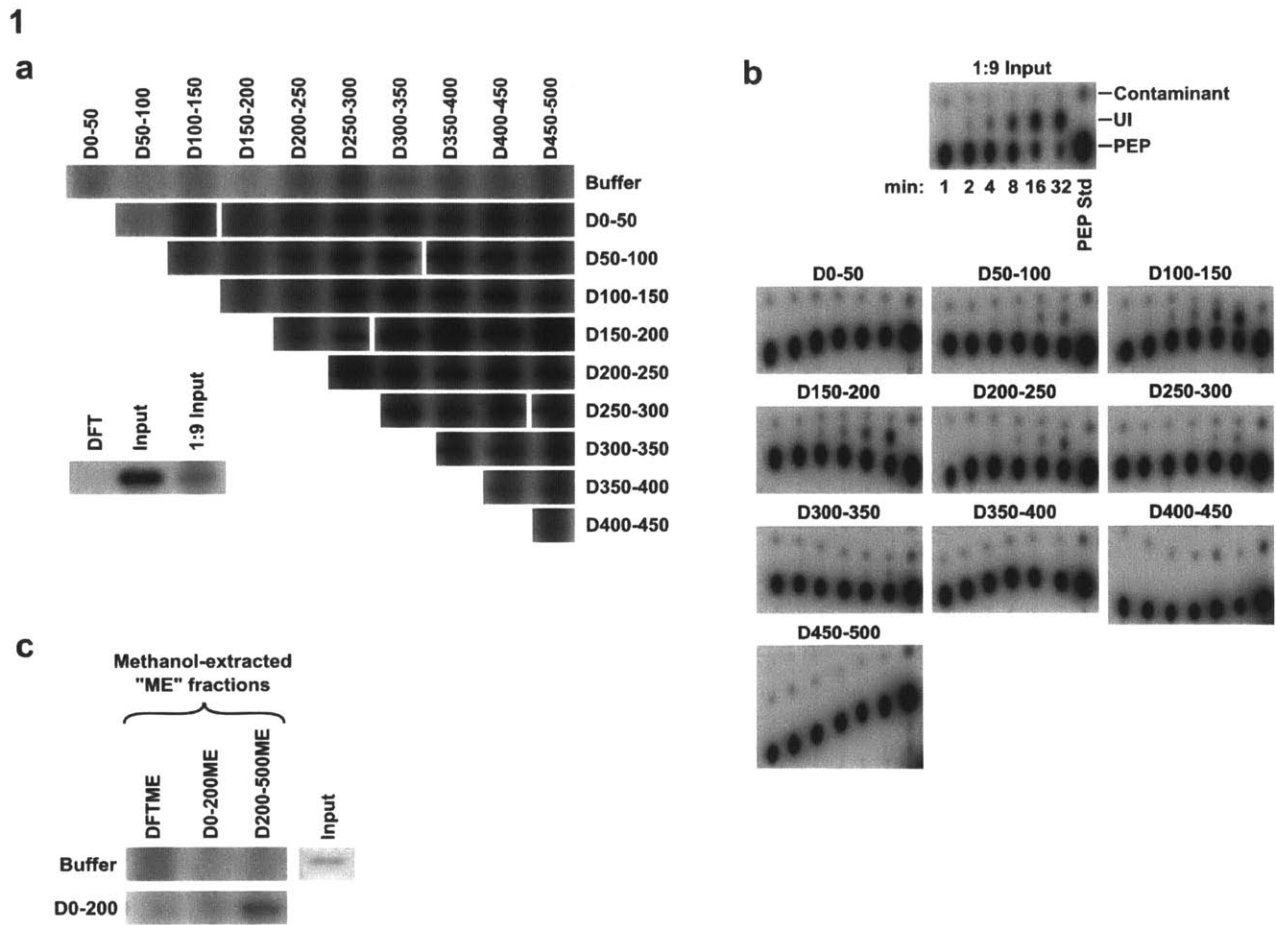 1
a
D0-50
D50-100
D100-150
D150-200
D200-250
D250-300
D300-350
D350-400
D400-450
D450-500
Buffer
D0-50
D50-100
D100-150
D150-200
D200-250
D250-300
D300-350
D350-400
D400-450
DFT
Input
1:9 Input
b
1:9 Input
Contaminant
UI
PEP
min: 1 2 4 8 16 32 PEP Std
D0-50 D50-100 D100-150
D150-200 D200-250 D250-300
D300-350 D350-400 D400-450
D450-500
c
Methanol-extracted
"ME" fractions
DFTME
D0-200ME
D200-500ME
Input
Buffer
D0-200